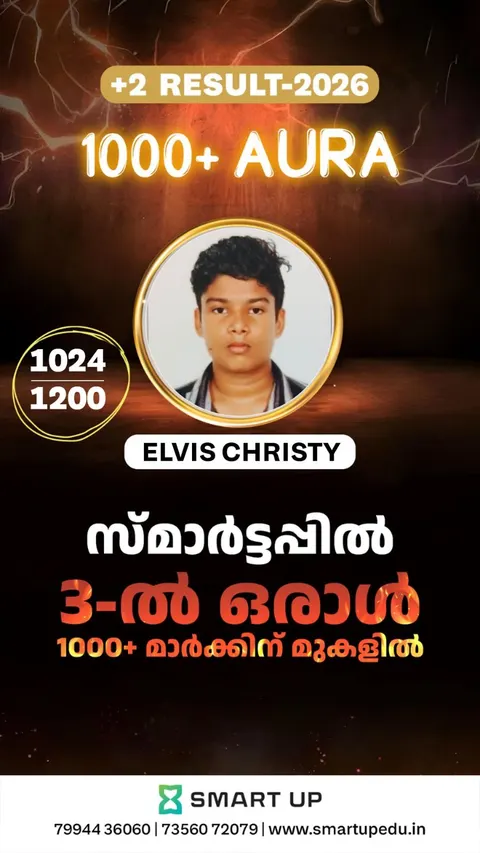 +2 RESULT-2026
1000+ AURA
1024
1200
ELVIS CHRISTY
സ്മാർട്ടപ്പിൽ
3-ൽ ഒരാൾ
1000+ മാർക്കിന് മുകളിൽ
SMART UP
79944 36060 | 73560 72079 | www.smartupedu.in